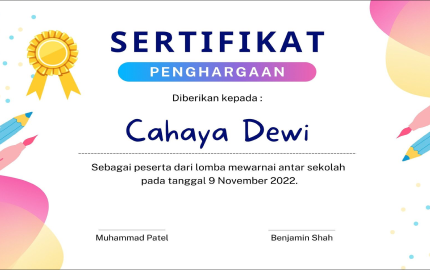 SERTIFIKAT
PENGHARGAAN
Diberikan kepada :
Cahaya Dewi
Sebagai peserta dari lomba mewarnai antar sekolah
pada tanggal 9 November 2022.
Muhammad Patel
Benjamin Shah